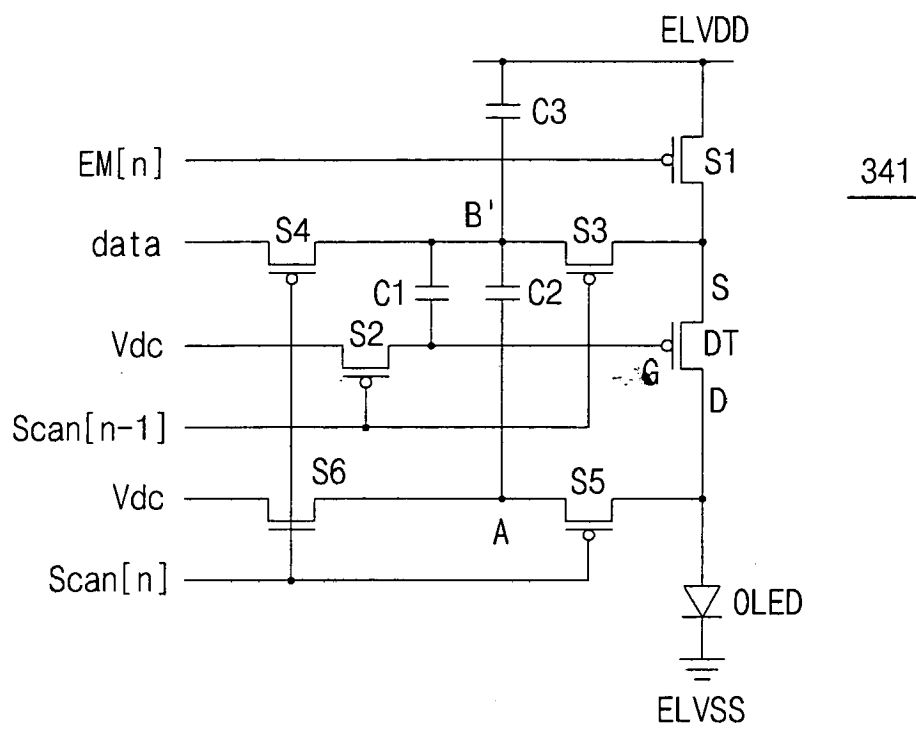 ELVDD
C3
EM[n]
S1
341
B'
data
S4
S3
C1
C2
S
Vdc
S2
DT
G
D
Scan[n-1]
S6
S5
Vdc
A
Scan[n]
OLED
ELVSS